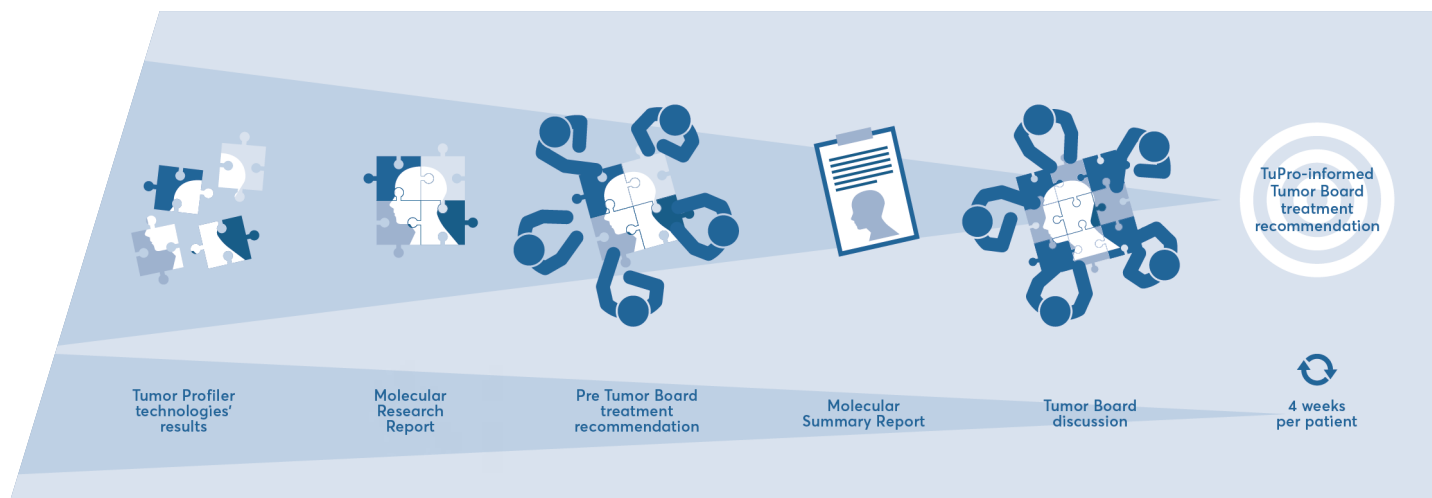 TuPro-informed
Tumor Board
treatment
recommendation
Tumor Profiler
technologies‘
results
Molecular
Research
Report
Pre Tumor Board
treatment
recommendation
Molecular
Summary Report
Tumor Board
discussion
4 weeks
per patient